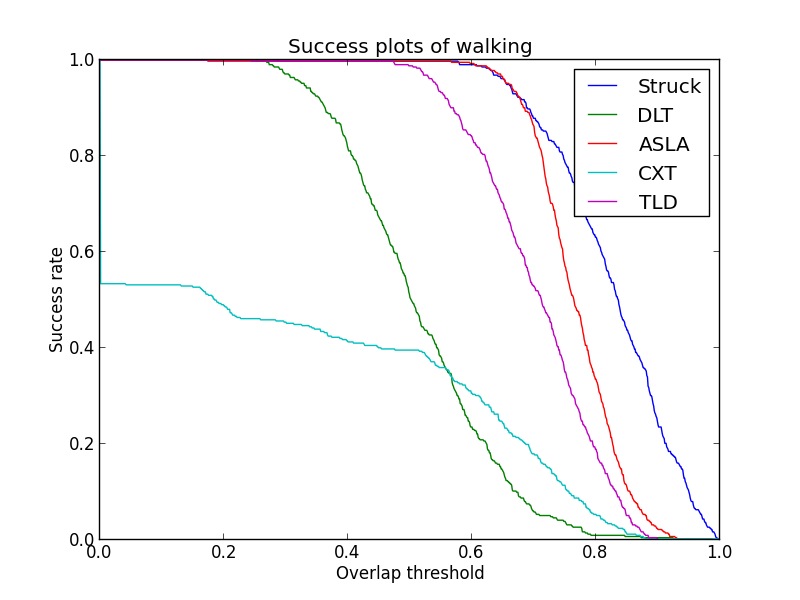 Success plots of walking
1.0
0.8
0.6
0.4
0.2
0.0
Success rate
Struck
DLT
ASLA
CXT
TLD
0.0 0.2 0.4 0.6 0.8 1.0
Overlap threshold